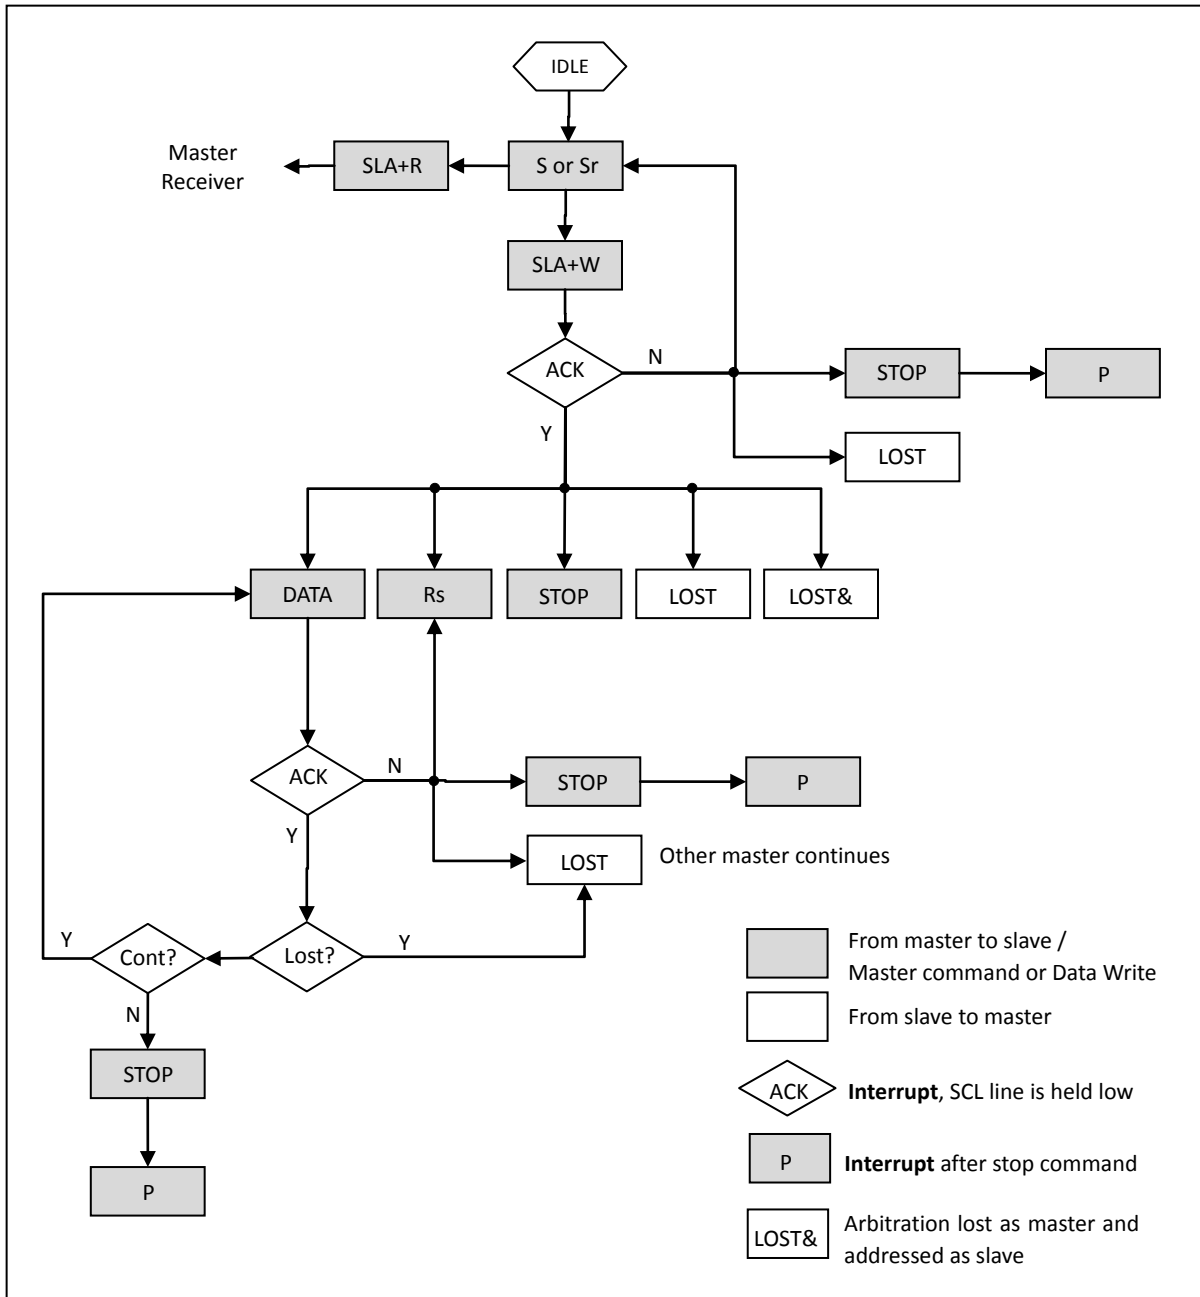 IDLE
Master
Receiver
SLA+R
S or Sr
SLA+W
ACK
N
STOP
P
Y
LOST
DATA
Rs
STOP
LOST
LOST&
ACK
N
STOP
P
Y
LOST
Other master continues
Y
Cont?
Lost?
Y
N
STOP
P
From master to slave /
Master command or Data Write
From slave to master
ACK
Interrupt, SCL line is held low
P
Interrupt after stop command
LOST&
Arbitration lost as master and
addressed as slave